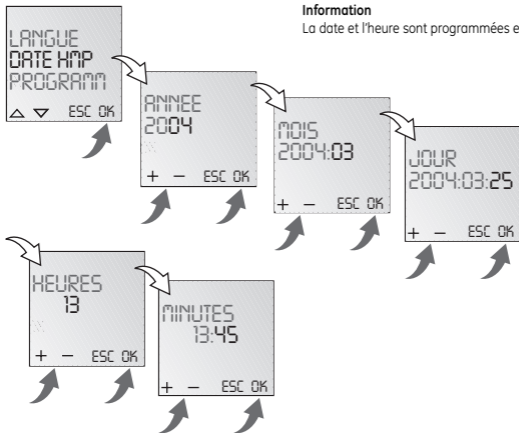 Information
La date et l'heure sont programmées e
LANGUE
DATE HMP
PROGRAMM
△ ▽ ESC OK
ANNEE
2004
+ − ESC OK
MOIS
2004:03
+ − ESC OK
JOUR
2004:03:25
+ − ESC OK
HEURES
13
+ − ESC OK
MINUTES
13:45
+ − ESC OK